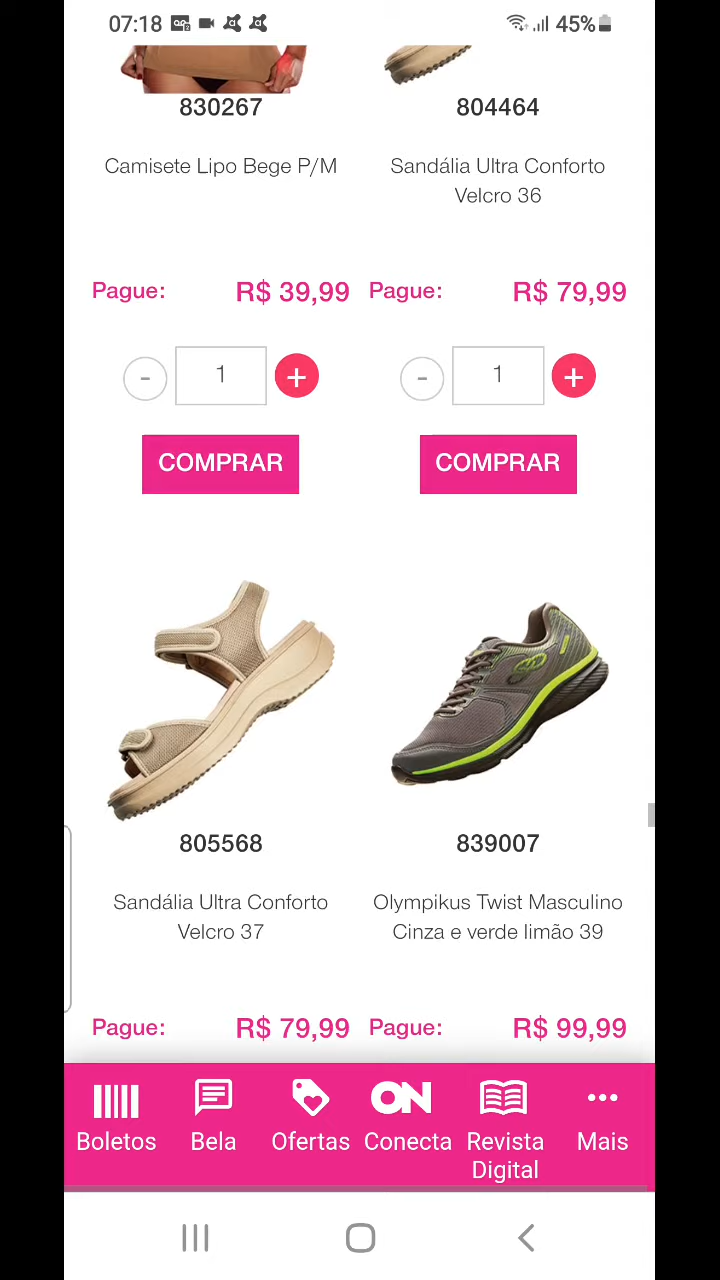 07:18 45%
830267 804464
Camisete Lipo Bege P/M Sandália Ultra Conforto
Velcro 36
Pague: R$ 39,99 Pague: R$ 79,99
- 1 + - 1 +
COMPRAR COMPRAR
805568 839007
Sandália Ultra Conforto Olympikus Twist Masculino
Velcro 37 Cinza e verde limão 39
Pague: R$ 79,99 Pague: R$ 99,99
ON
Boletos Bela Ofertas Conecta Revista Mais
Digital